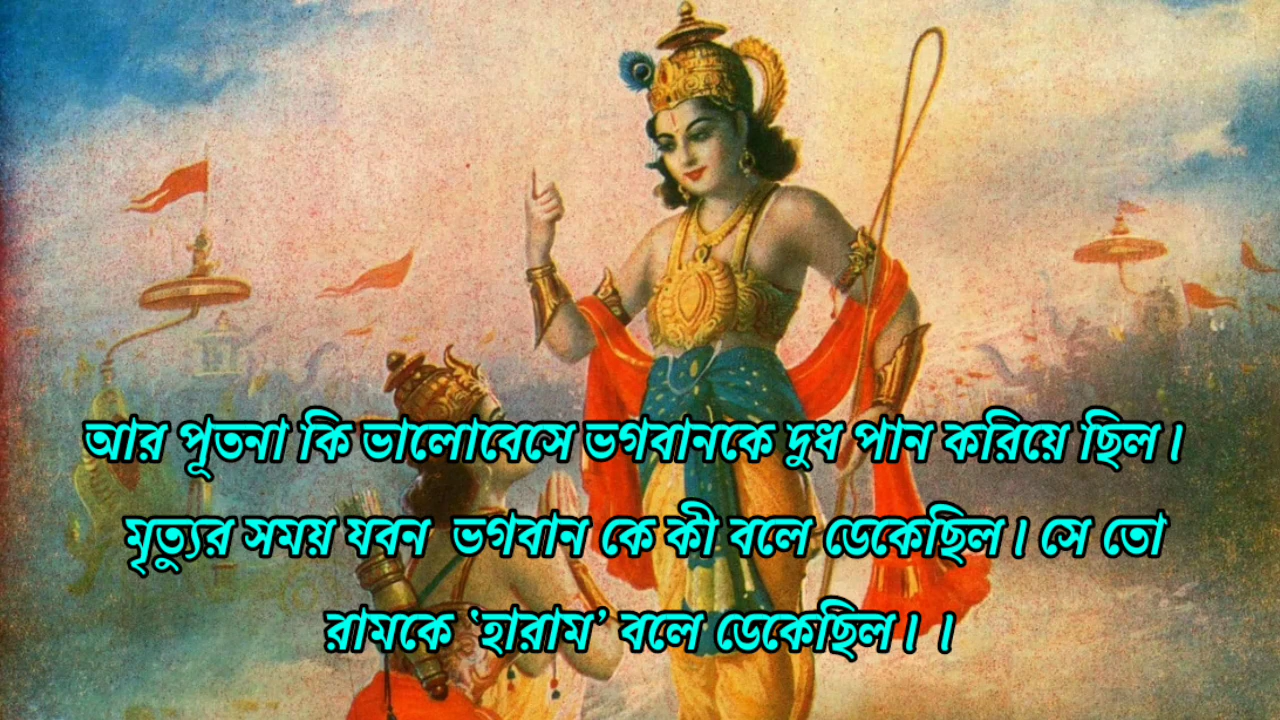 আর পূতনা কি ভালোবেসে ভগবানকে দুধ পান করিয়ে ছিল।
মৃত্যুর সময় যবন ভগবান কে কী বলে ডেকেছিল। সে তো
রামকে ‘হারাম’ বলে ডেকেছিল। ।